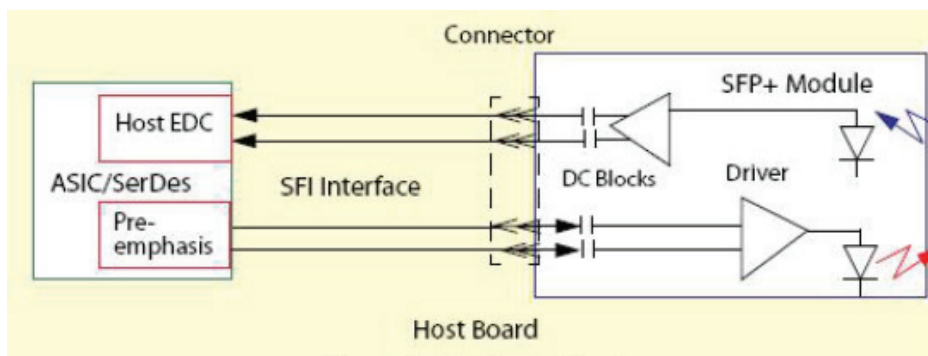 Connector
SFP+ Module
Host EDC
ASIC/SerDes
SFI Interface
DC Blocks
Driver
Pre-
emphasis
Host Board